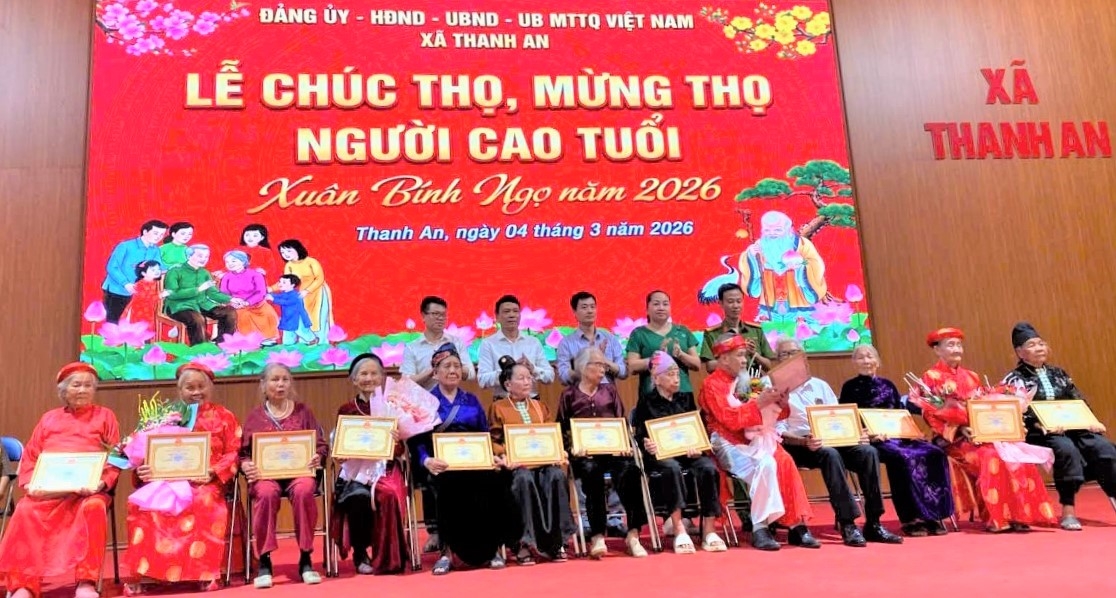 ĐẢNG ỦY - HĐND - UBND - UB MTTQ VIỆT NAM
XÃ THANH AN
LỄ CHÚC THỌ, MỪNG THỌ
NGƯỜI CAO TUỔI
Xuân Bính Ngọ năm 2026
Thanh An, ngày 04 tháng 3 năm 2026
XÃ
THANH AN